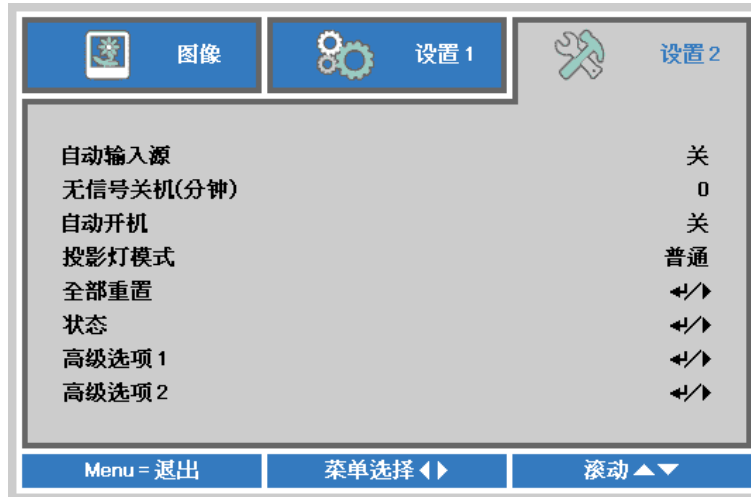 图像
设置 1
设置 2
自动输入源 关
无信号关机(分钟) 0
自动开机 关
投影灯模式 普通
全部重置 ↵/▶
状态 ↵/▶
高级选项 1 ↵/▶
高级选项 2 ↵/▶
Menu = 退出
菜单选择 ◀▶
滚动 ▲▼